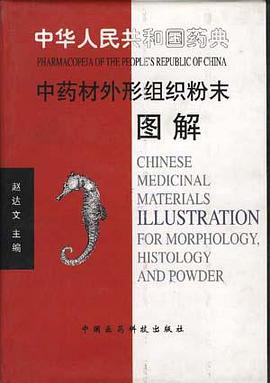 中华人民共和国药典
PHARMACOPEIA OF THE PEOPLE'S REPUBLIC OF CHINA
中药材外形组织粉末
图解
CHINESE
MEDICINAL
MATERIALS
ILLUSTRATION
FOR MORPHOLOGY,
HISTOLOGY
AND POWDER
赵达文 主编
中国医药科技出版社